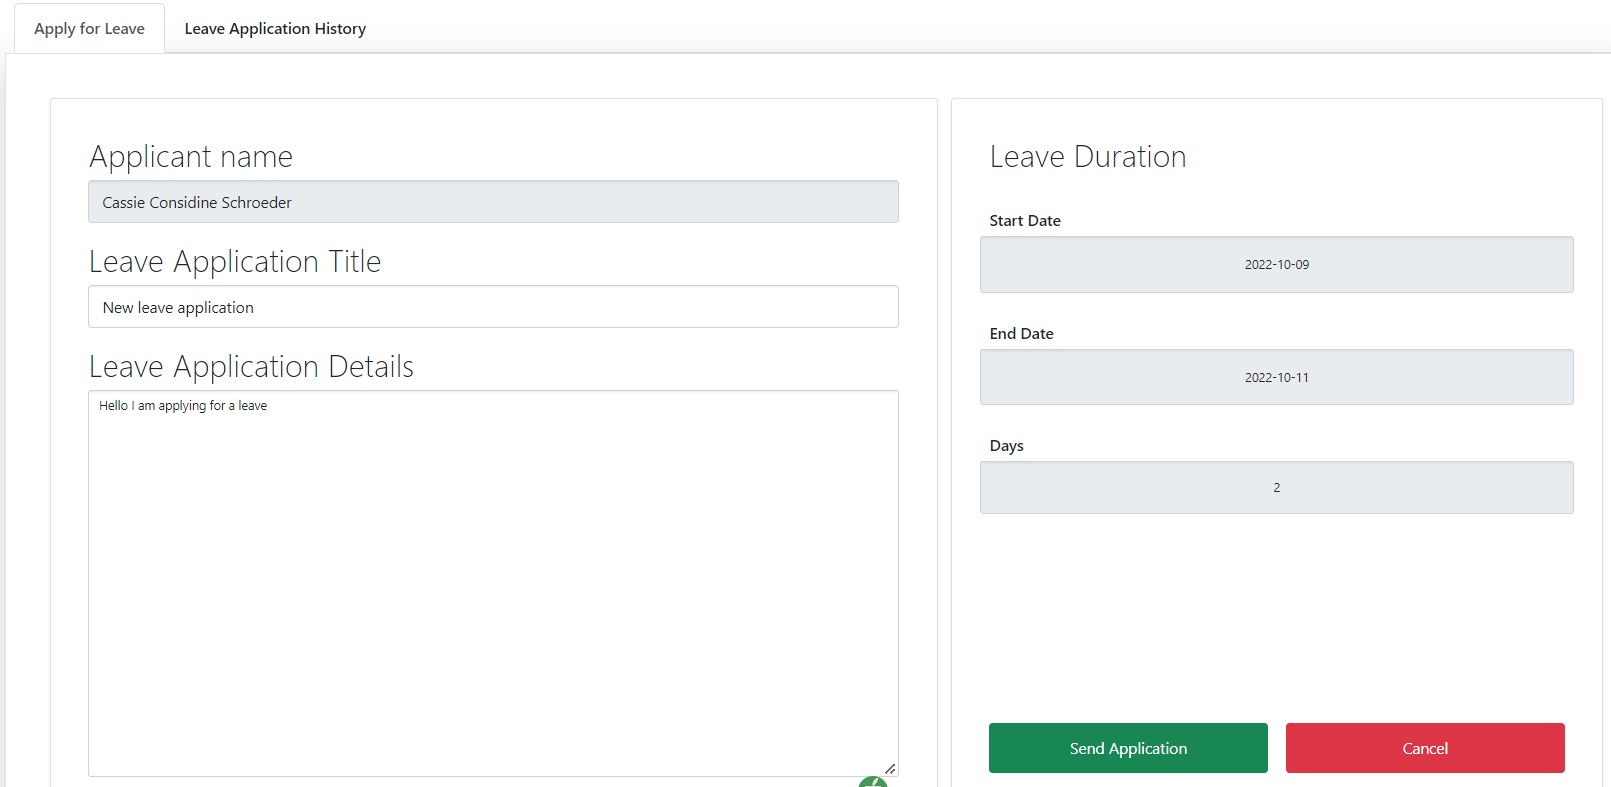 Apply for Leave
Leave Application History
Applicant name
Cassie Considine Schroeder
Leave Application Title
New leave application
Leave Application Details
Hello I am applying for a leave
Leave Duration
Start Date
2022-10-09
End Date
2022-10-11
Days
2
Send Application
Cancel